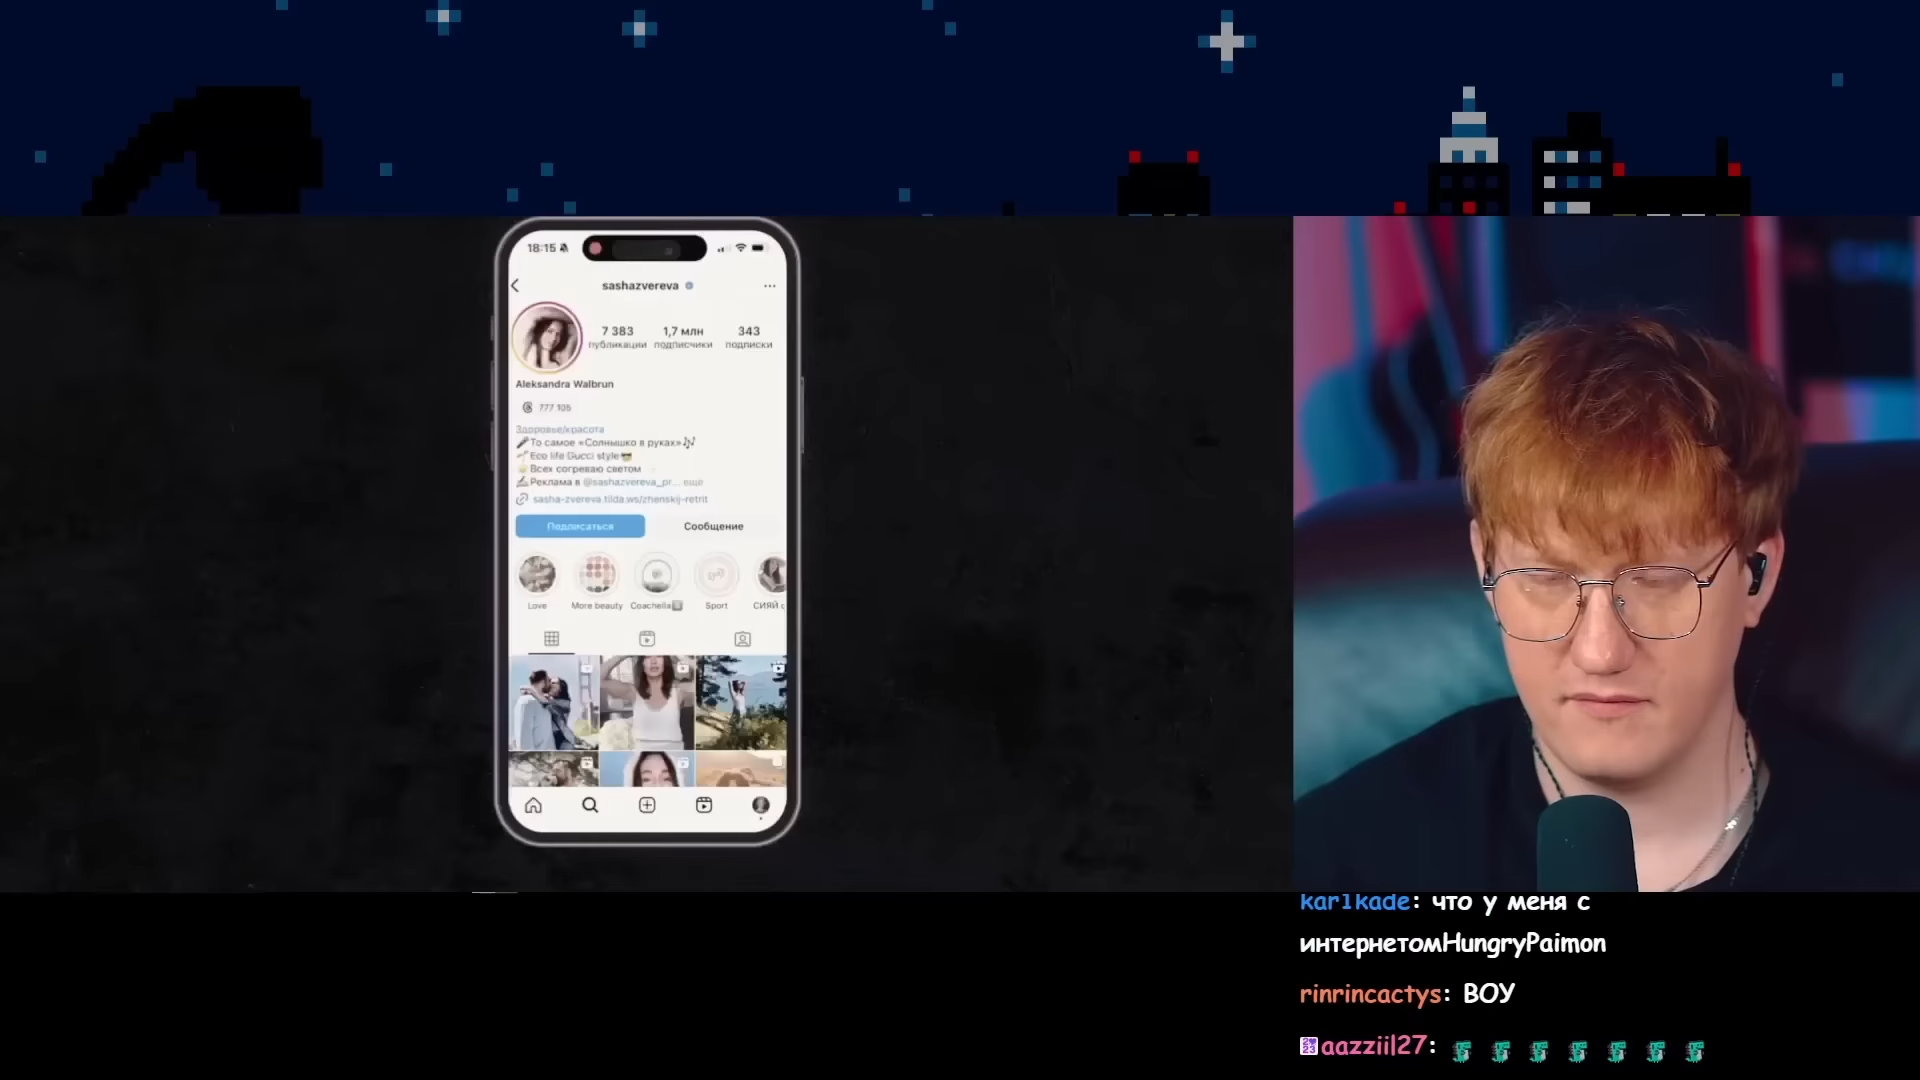 18:15
sashazvereva
7 383
1,7 млн
343
публикации
подписчики
подписки
Aleksandra Walbrun
777 105
Здоровье/красота
То самое «Солнышко в руках»
Eco life Gucci style
Всех согреваю светом
Реклама в @sashazvereva_pr... ещё
sasha-zvereva.tilda.ws/zhenskij-retrit
Подписаться
Сообщение
Love
More beauty
Coachella
Sport
СИЯЙ
kar1kade: что у меня с
интернетомHungryPaimon
rinrincactys: ВОУ
aazziil27: